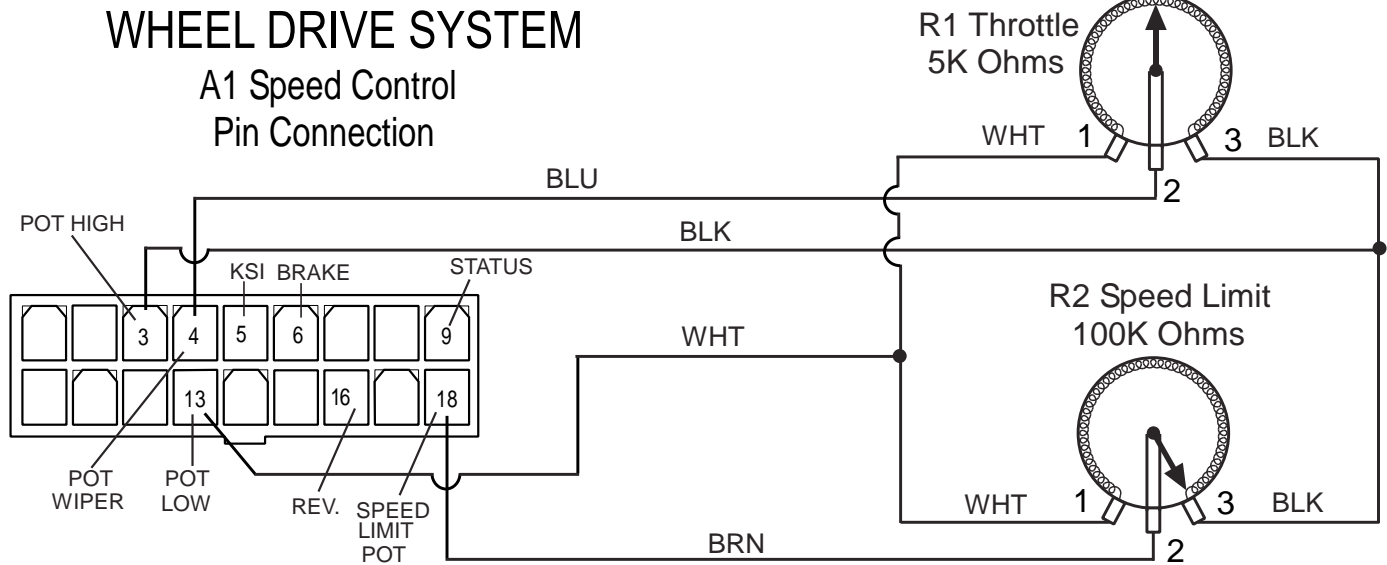 WHEEL DRIVE SYSTEM
A1 Speed Control
Pin Connection
R1 Throttle
5K Ohms
WHT
1
3
BLK
2
BLU
BLK
POT HIGH
KSI
BRAKE
STATUS
3
4
5
6
9
13
16
18
POT
WIPER
POT
LOW
REV.
SPEED
LIMIT
POT
WHT
R2 Speed Limit
100K Ohms
WHT
1
3
BLK
2
BRN